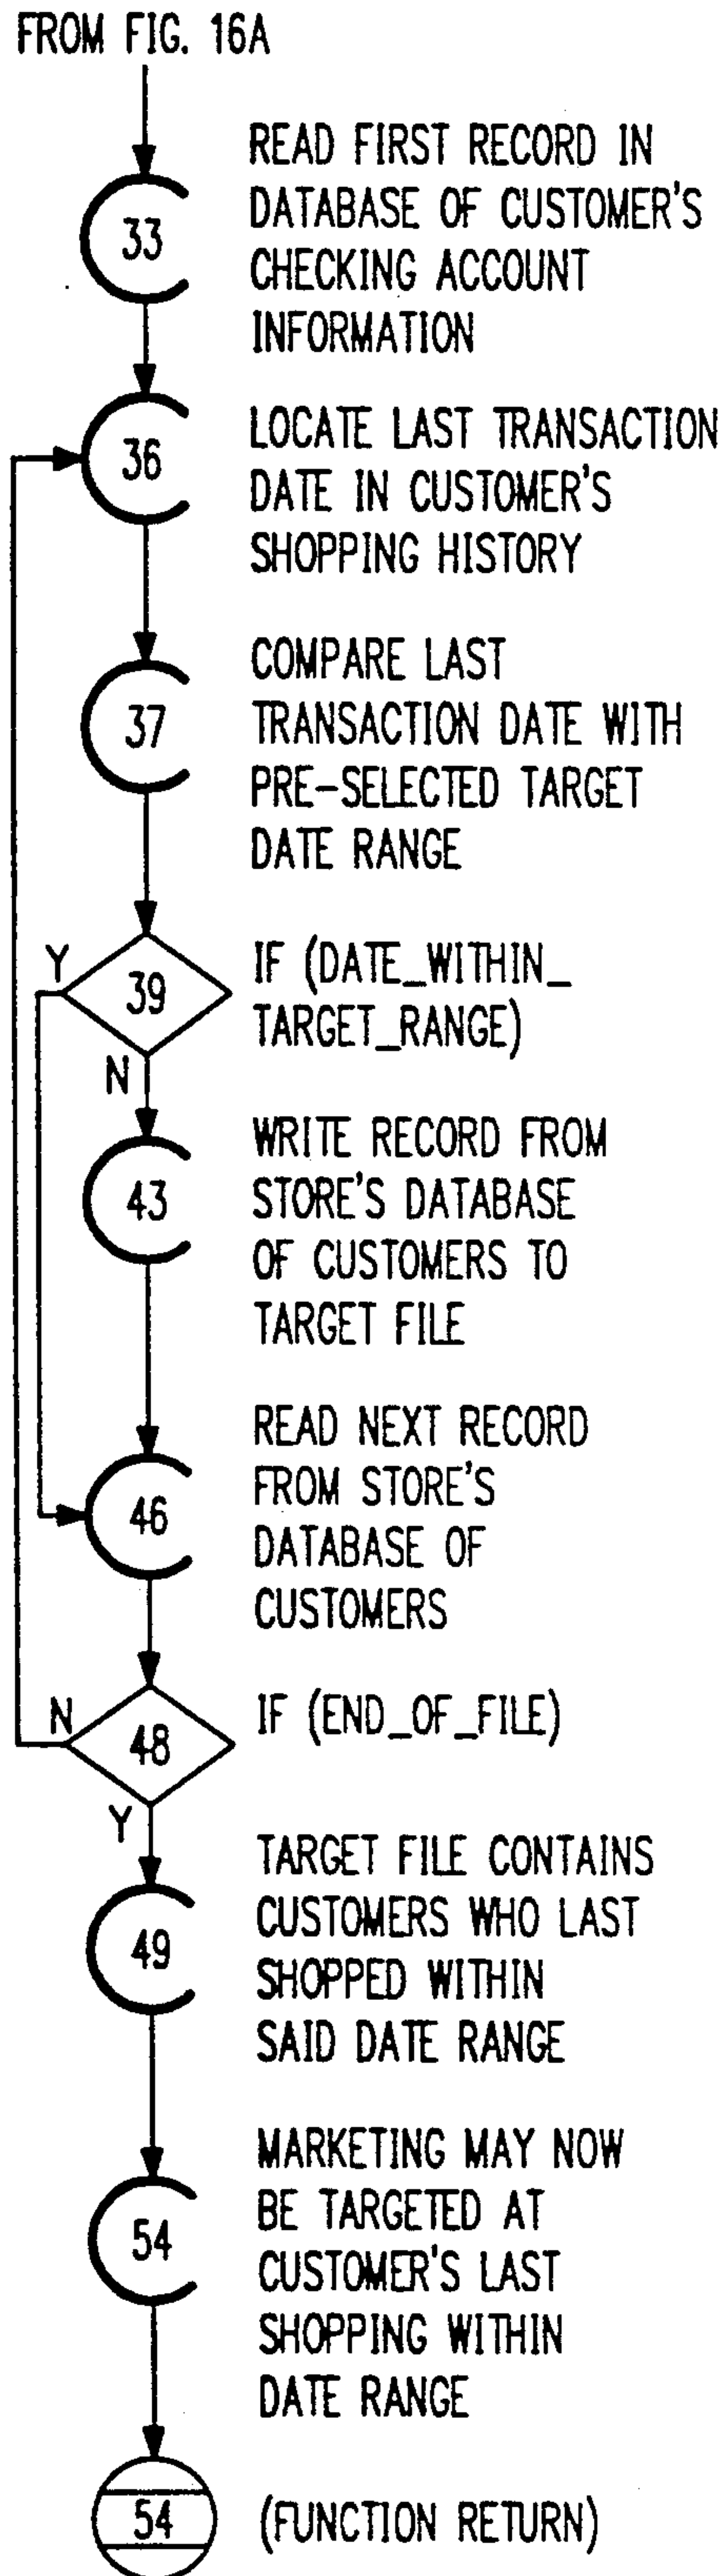 FROM FIG. 16A
33
READ FIRST RECORD IN
DATABASE OF CUSTOMER'S
CHECKING ACCOUNT
INFORMATION
36
LOCATE LAST TRANSACTION
DATE IN CUSTOMER'S
SHOPPING HISTORY
37
COMPARE LAST
TRANSACTION DATE WITH
PRE-SELECTED TARGET
DATE RANGE
Y
39
N
IF (DATE_WITHIN_
TARGET_RANGE)
43
WRITE RECORD FROM
STORE'S DATABASE
OF CUSTOMERS TO
TARGET FILE
46
READ NEXT RECORD
FROM STORE'S
DATABASE OF
CUSTOMERS
N
48
Y
IF (END_OF_FILE)
49
TARGET FILE CONTAINS
CUSTOMERS WHO LAST
SHOPPED WITHIN
SAID DATE RANGE
54
MARKETING MAY NOW
BE TARGETED AT
CUSTOMER'S LAST
SHOPPING WITHIN
DATE RANGE
54
(FUNCTION RETURN)